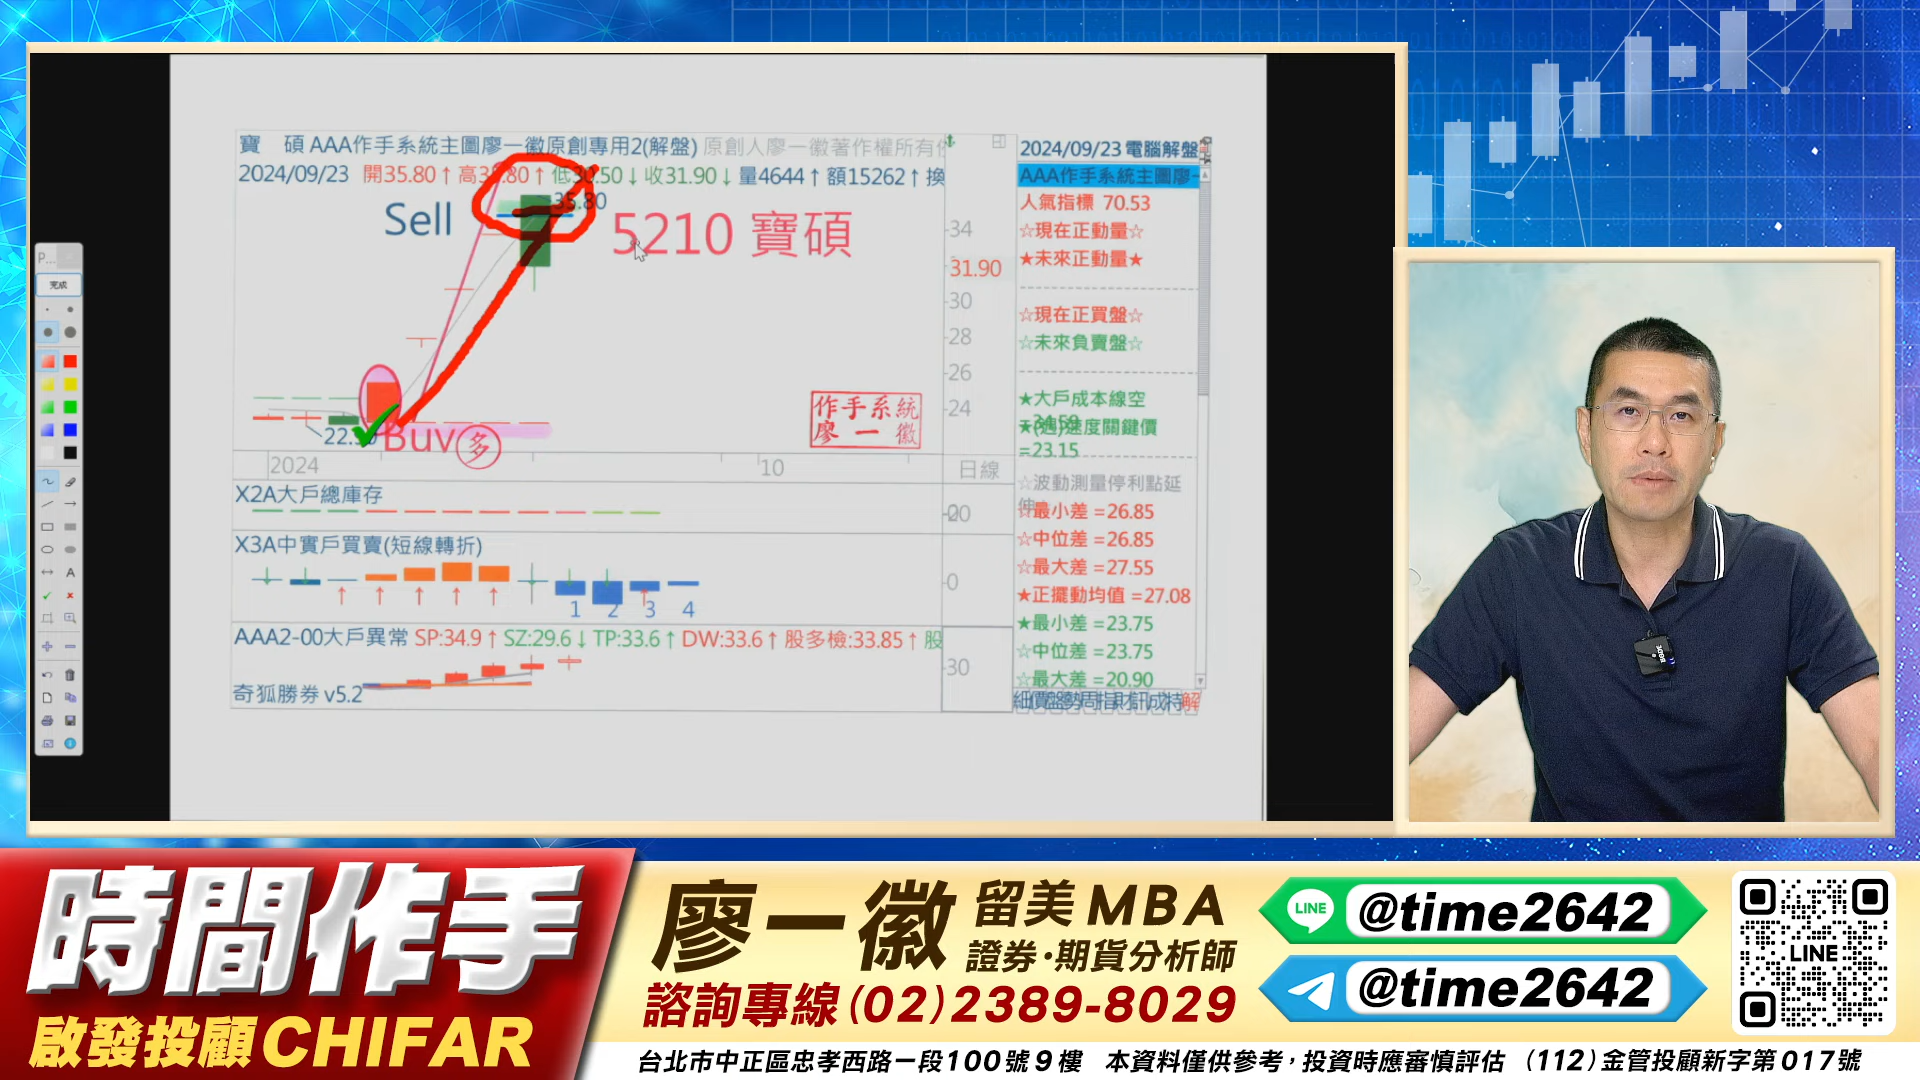 寶 碩 AAA作手系統主圖廖一徽原創專用2(解盤) 原創人廖一徽著作權所有
2024/09/23 開35.80↑ 低30.50↓ 收31.90↓ 量4644↑ 額15262↑ 換
35.80
Sell
5210 寶碩
34
31.90
30
28
26
24
Buy 多
作手系統
廖一徽
2024
10
日線
X2A大戶總庫存
X3A中實戶買賣(短線轉折)
0
1 2 3 4
AAA2-00大戶異常 SP:34.9↑ SZ:29.6↓ TP:33.6↑ DW:33.6↑ 股多檢:33.85↑ 股
30
奇狐勝券 v5.2
2024/09/23 電腦解盤
AAA作手系統主圖廖一
人氣指標 70.53
☆現在正動量☆
★未來正動量★
☆現在正買盤☆
☆未來負賣盤☆
★大戶成本線空
=34.59
★(週)速度關鍵價
=23.15
☆波動測量停利點延
伸☆
☆最小差 =26.85
☆中位差 =26.85
☆最大差 =27.55
★正擺動均值 =27.08
★最小差 =23.75
☆中位差 =23.75
☆最大差 =20.90
P...
完成
A
時間作手
啟發投顧CHIFAR
廖一徽
留美MBA
證券·期貨分析師
諮詢專線(02)2389-8029
LINE
@time2642
@time2642
LINE
台北市中正區忠孝西路一段100號9樓 本資料僅供參考,投資時應審慎評估 (112)金管投顧新字第017號